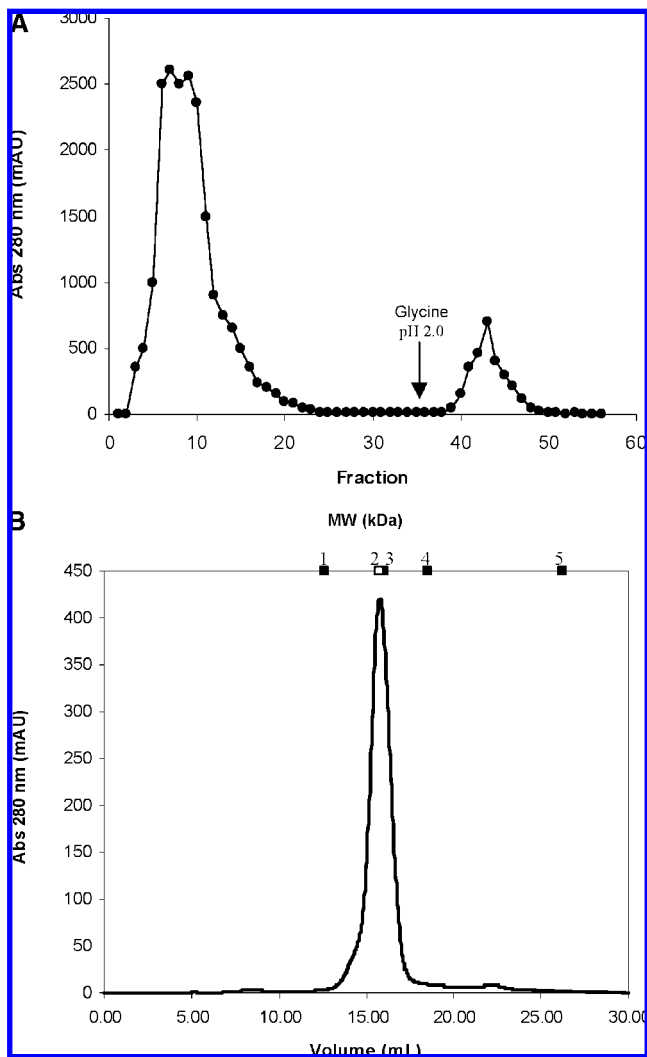 A
3000
2500
2000
1500
1000
500
0
Abs 280 nm (mAU)
Glycine
pH 2.0
0 10 20 30 40 50 60
Fraction
B
MW (kDa)
1 2 3 4 5
450
400
350
300
250
200
150
100
50
0
Abs 280 nm (mAU)
0.00 5.00 10.00 15.00 20.00 25.00 30.00
Volume (mL)